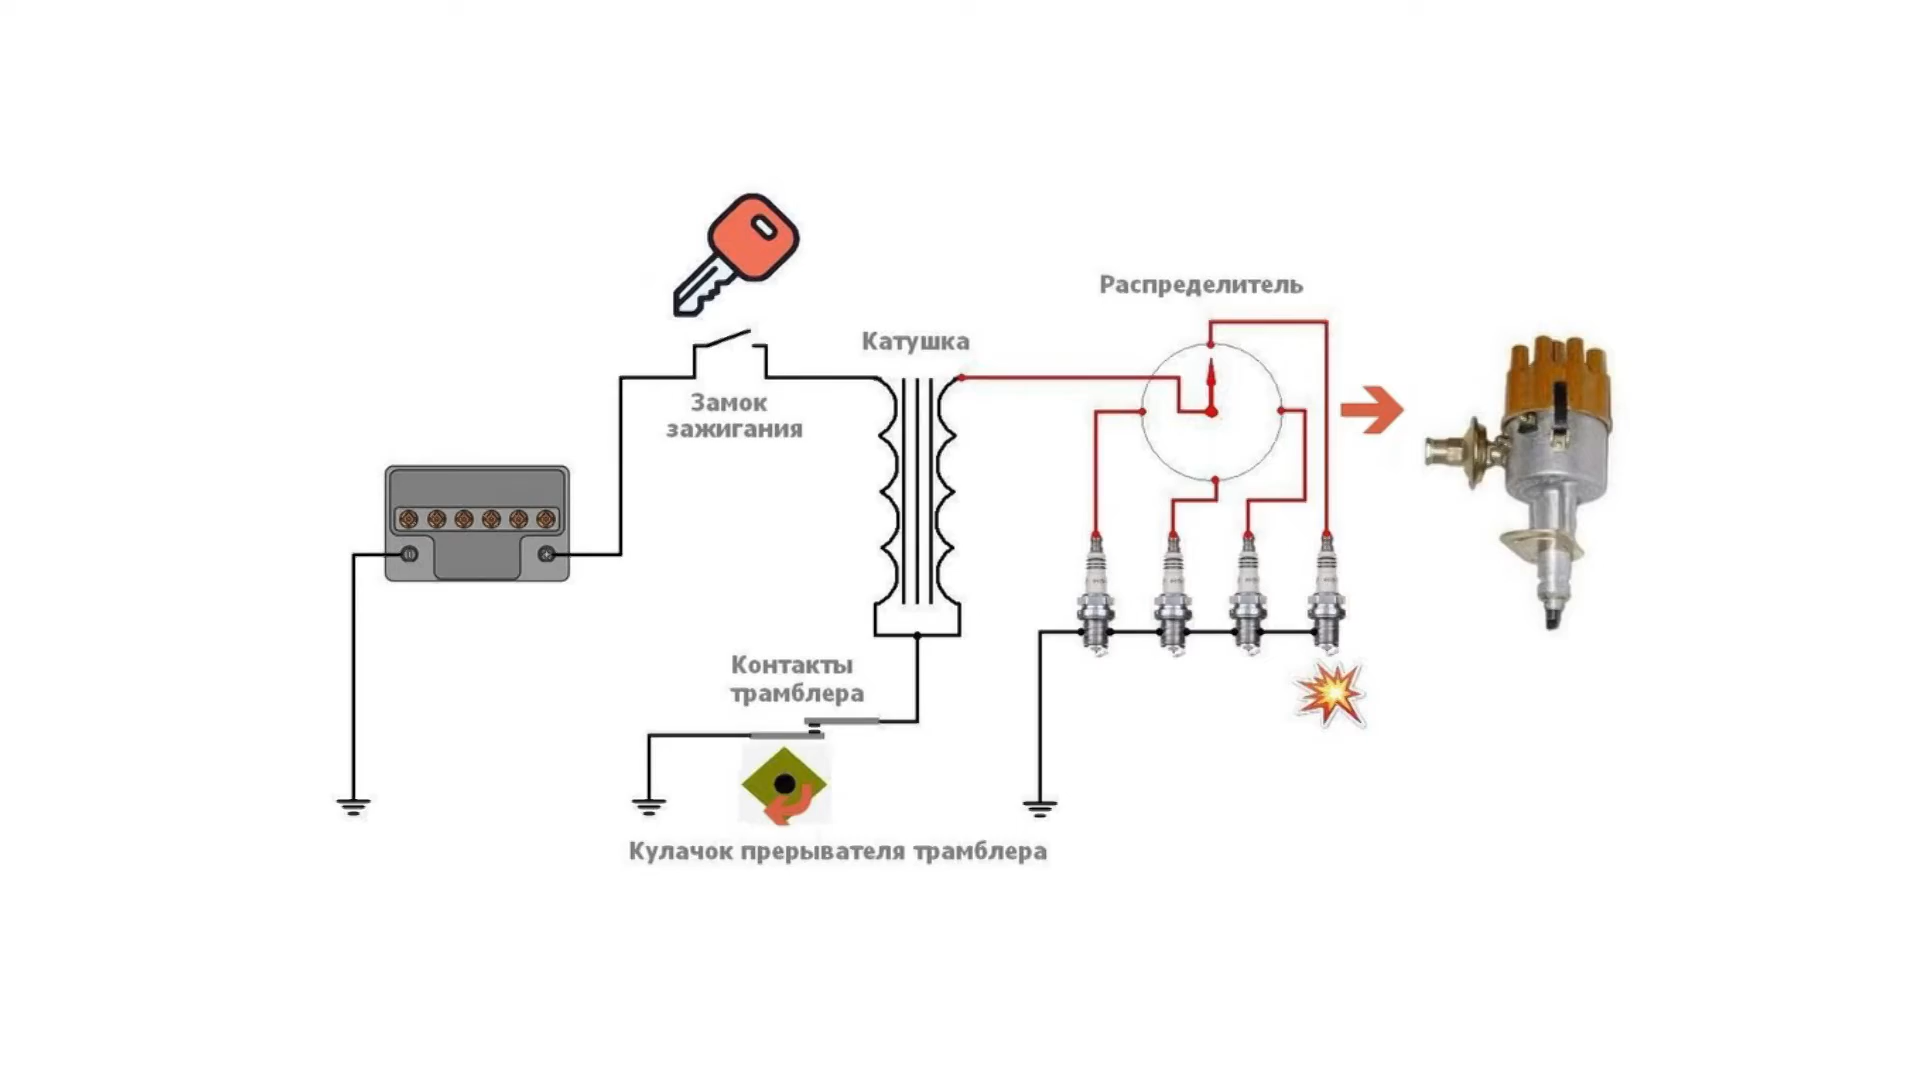 Распределитель
Катушка
Замок
зажигания
Контакты
трамблера
Кулачок прерывателя трамблера